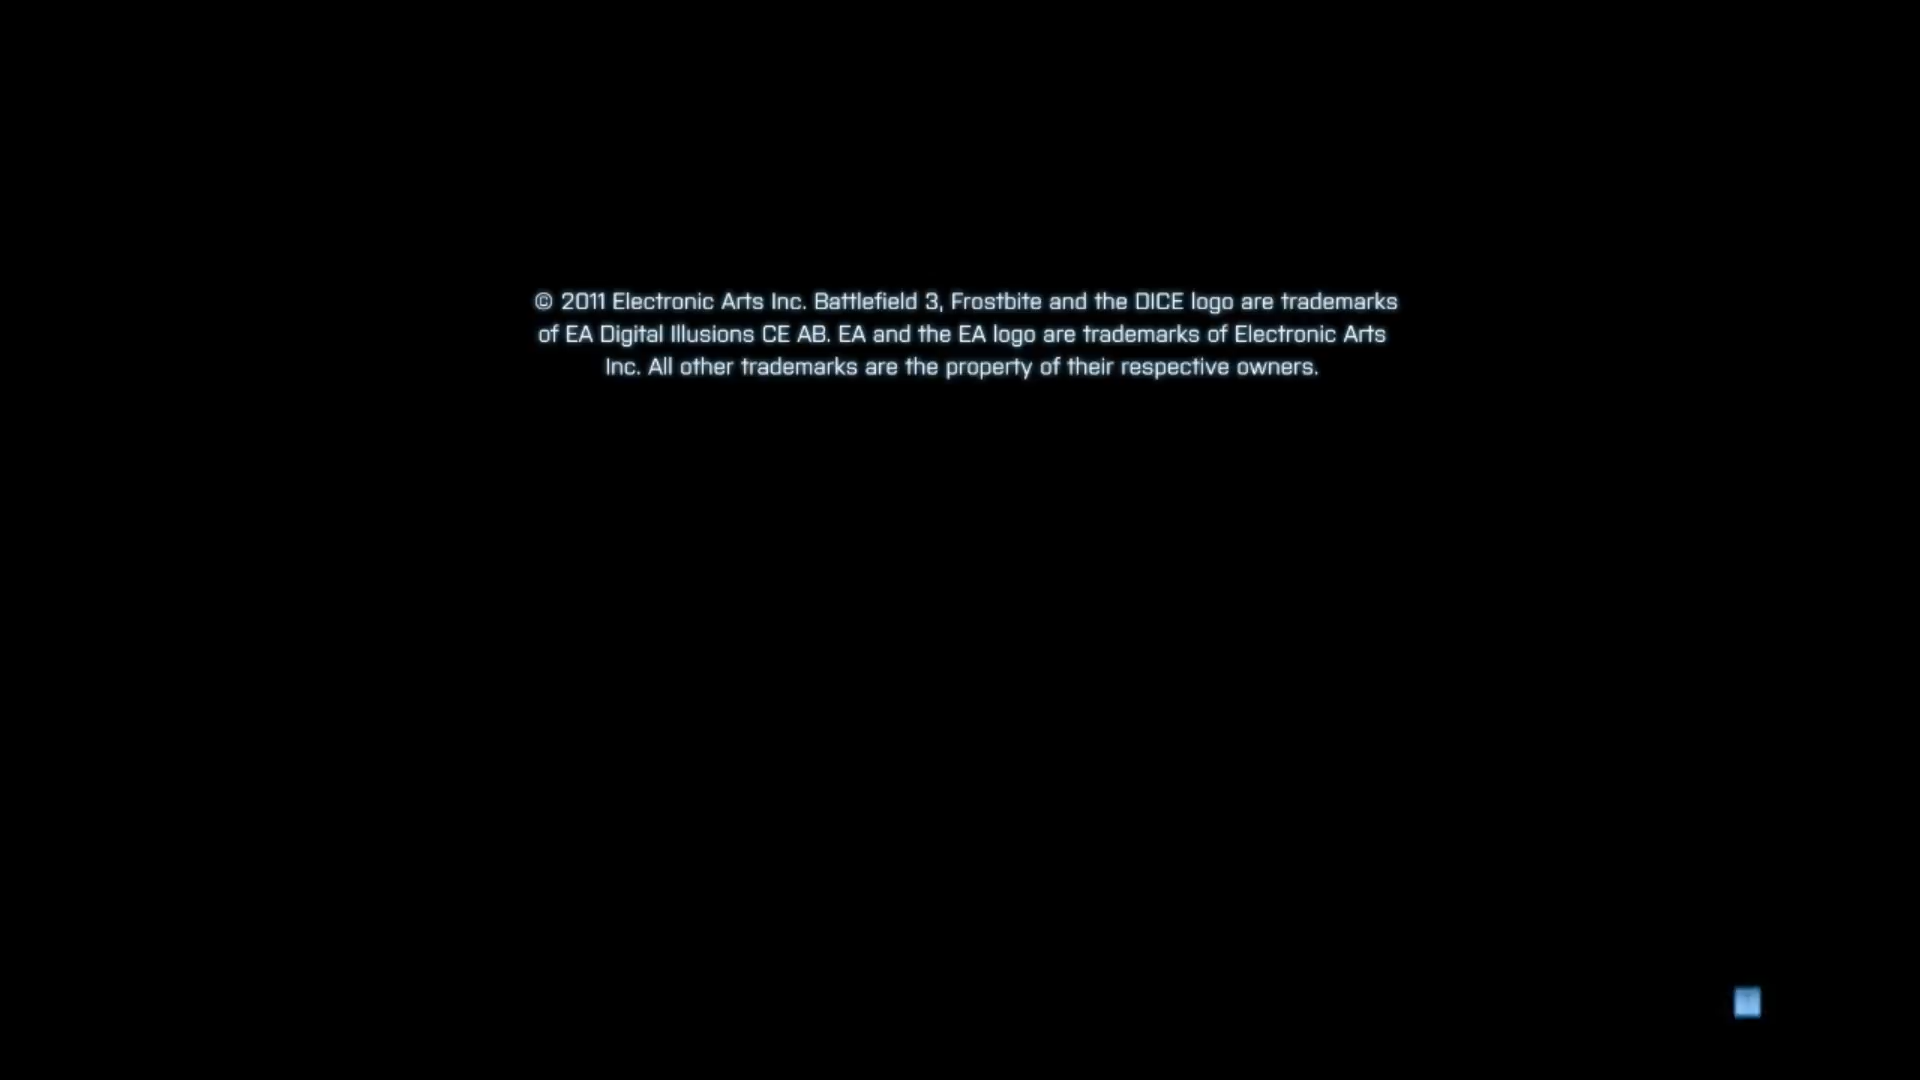 © 2011 Electronic Arts Inc. Battlefield 3, Frostbite and the DICE logo are trademarks
of EA Digital Illusions CE AB. EA and the EA logo are trademarks of Electronic Arts
Inc. All other trademarks are the property of their respective owners.